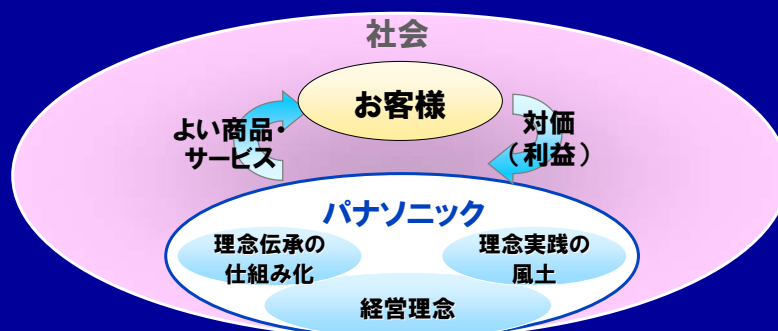 社会
お客様
よい商品・
サービス
対価
（利益）
パナソニック
理念伝承の
仕組み化
理念実践の
風土
経営理念